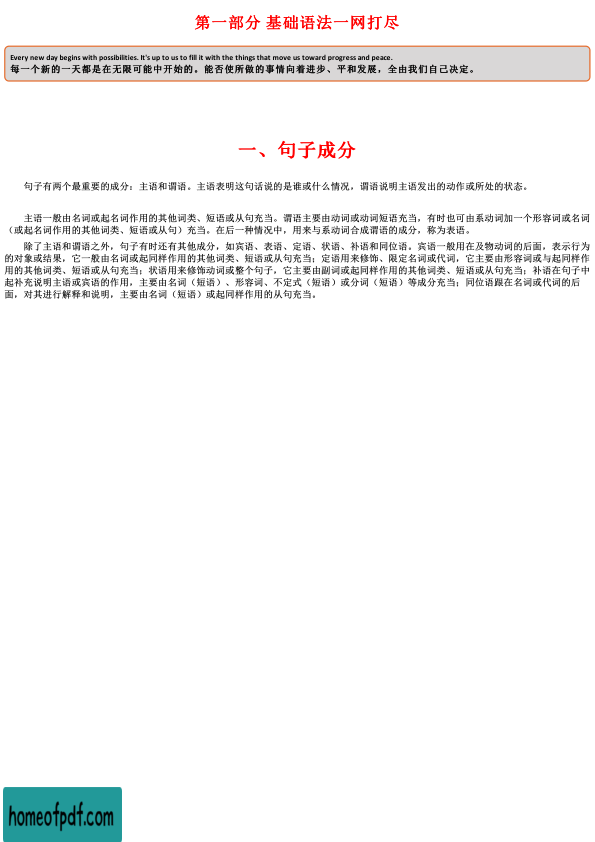 第一部分 基础语法一网打尽
Every new day begins with possibilities. It's up to us to fill it with the things that move us toward progress and peace.
每一个新的一天都是在无限可能中开始的。能否使所做的事情向着进步、平和发展，全由我们自己决定。
一、句子成分
句子有两个最重要的成分：主语和谓语。主语表明这句话说的是谁或什么情况，谓语说明主语发出的动作或所处的状态。
主语一般由名词或起名词作用的其他词类、短语或从句充当。谓语主要由动词或动词短语充当，有时也可由系动词加一个形容词或名词
（或起名词作用的其他词类、短语或从句）充当。在后一种情况中，用来与系动词合成谓语的成分，称为表语。
除了主语和谓语之外，句子有时还有其他成分，如宾语、表语、定语、状语、补语和同位语。宾语一般用在及物动词的后面，表示行为
的对象或结果，它一般由名词或起同样作用的其他词类、短语或从句充当；定语用来修饰、限定名词或代词，它主要由形容词或与起同样作
用的其他词类、短语或从句充当；状语用来修饰动词或整个句子，它主要由副词或起同样作用的其他词类、短语或从句充当；补语在句子中
起补充说明主语或宾语的作用，主要由名词（短语）、形容词、不定式（短语）或分词（短语）等成分充当；同位语跟在名词或代词的后
面，对其进行解释和说明，主要由名词（短语）或起同样作用的从句充当。
homeofpdf.com